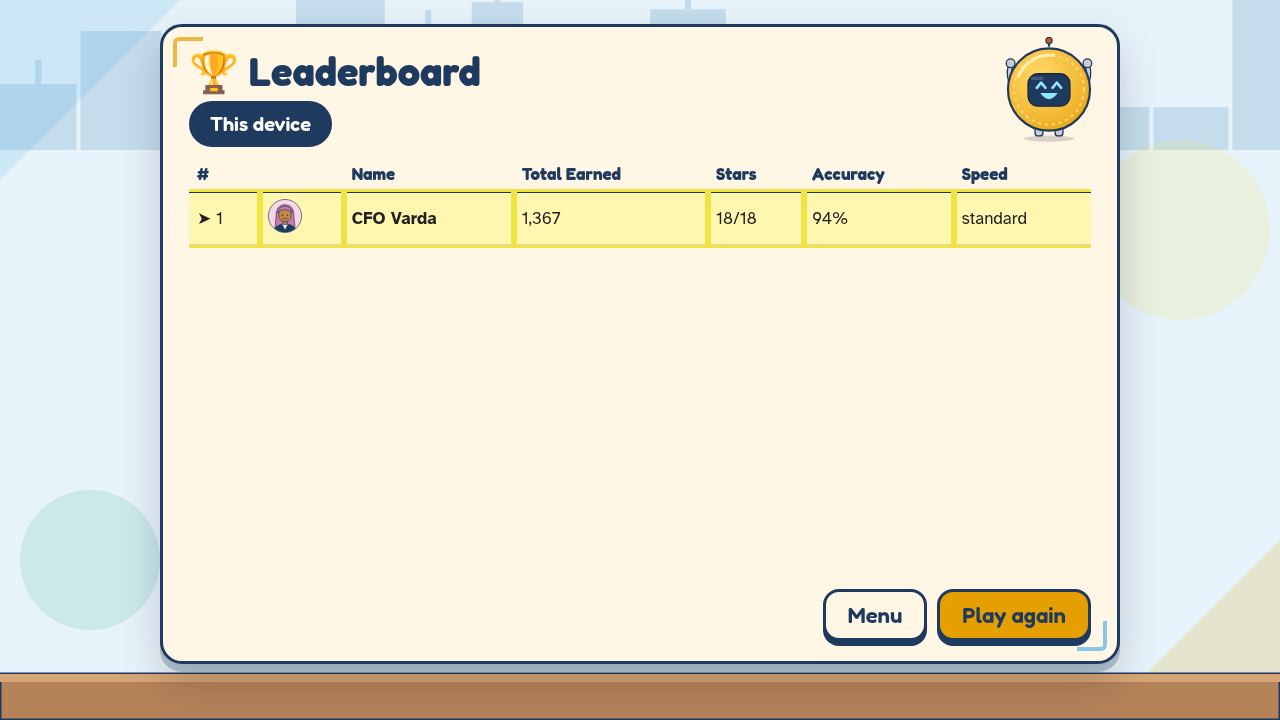 🏆 Leaderboard
This device
# Name Total Earned Stars Accuracy Speed
➤ 1 CFO Varda 1,367 18/18 94% standard
Menu Play again